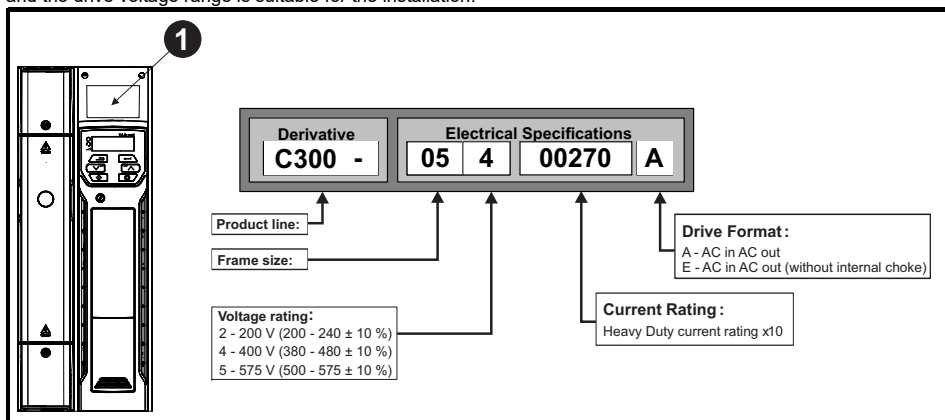 and the drive voltage range is suitable for the installation.
1
Derivative
Electrical Specifications
C300 - 05 4 00270 A
Product line:
Frame size:
Voltage rating:
2 - 200 V (200 - 240 ± 10 %)
4 - 400 V (380 - 480 ± 10 %)
5 - 575 V (500 - 575 ± 10 %)
Drive Format:
A - AC in AC out
E - AC in AC out (without internal choke)
Current Rating:
Heavy Duty current rating x10